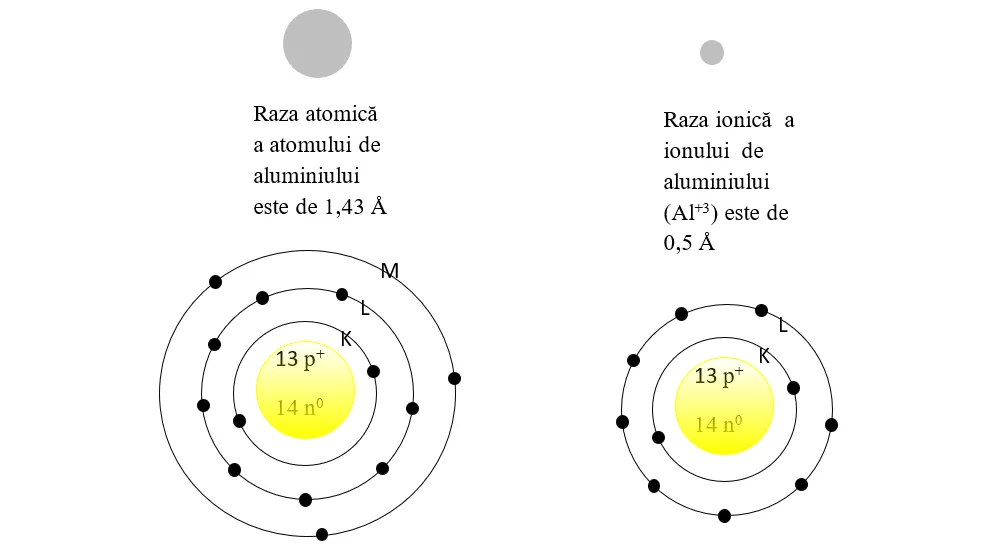 Raza atomică
a atomului de
aluminiului
este de 1,43 Å
Raza ionică a
ionului de
aluminiului
(Al⁺³) este de
0,5 Å
M
L
K
13 p⁺
14 n⁰
L
K
13 p⁺
14 n⁰